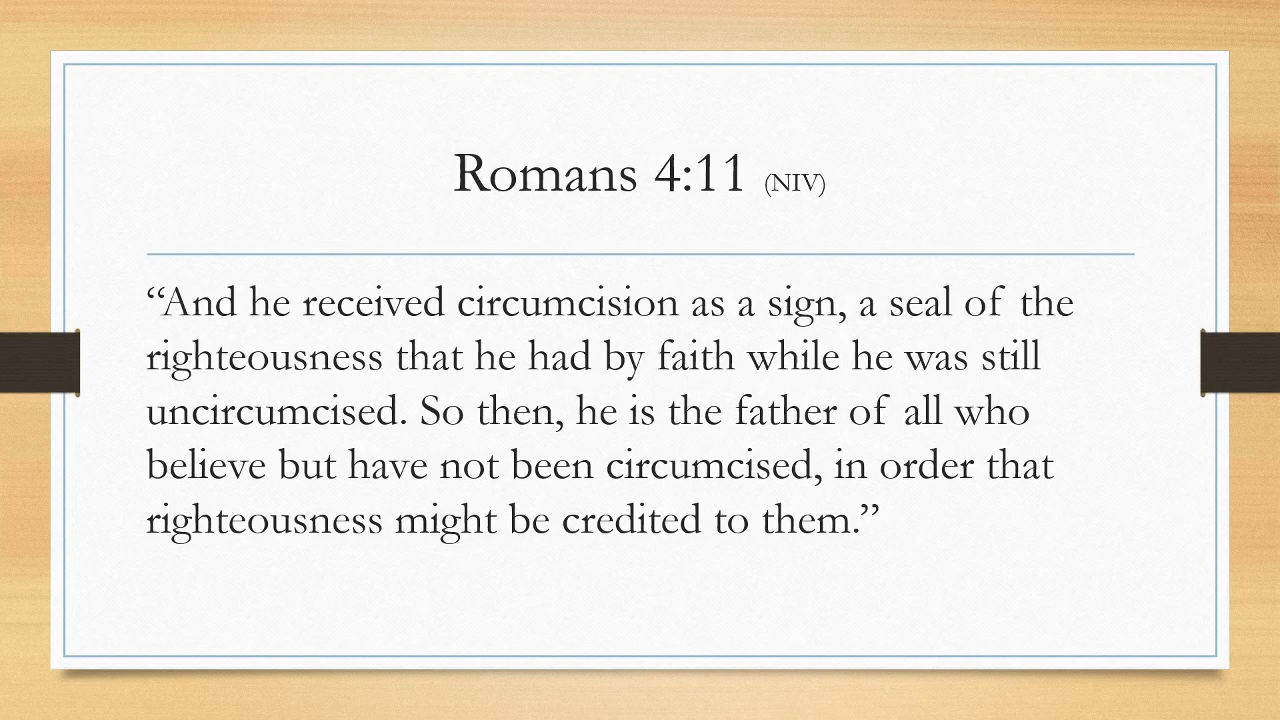 Romans 4:11 (NIV)
“And he received circumcision as a sign, a seal of the
righteousness that he had by faith while he was still
uncircumcised. So then, he is the father of all who
believe but have not been circumcised, in order that
righteousness might be credited to them.”